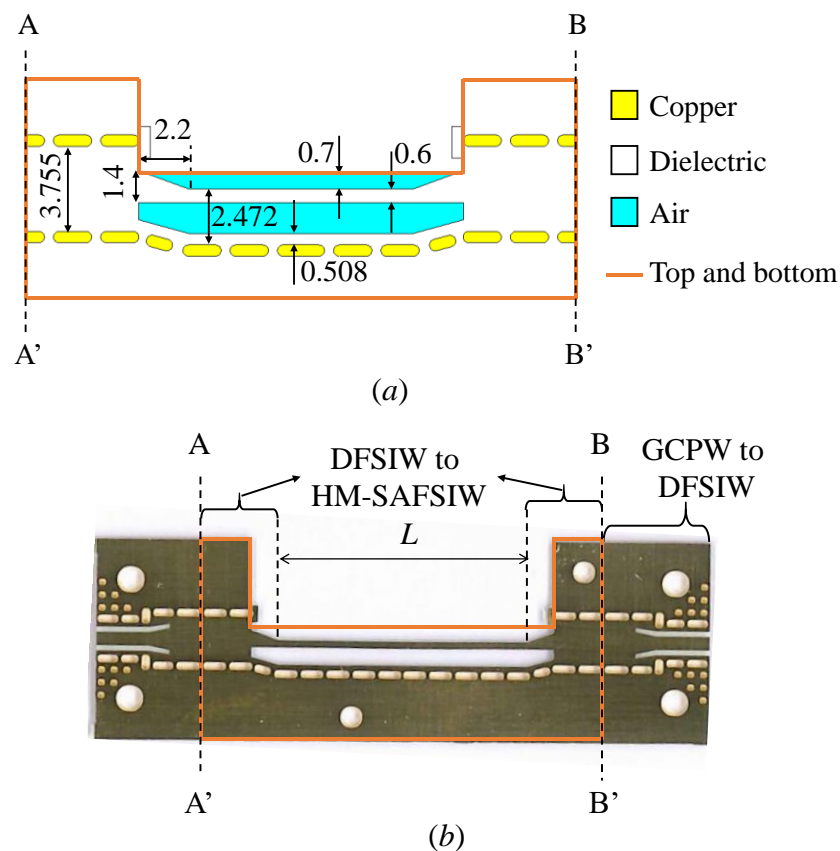 A
B
2.2
0.7
0.6
3.755
1.4
2.472
0.508
Copper
Dielectric
Air
Top and bottom
A’
B’
(a)
A
B
DFSIW to
HM-SAFSIW
GCPW to
DFSIW
L
A’
B’
(b)